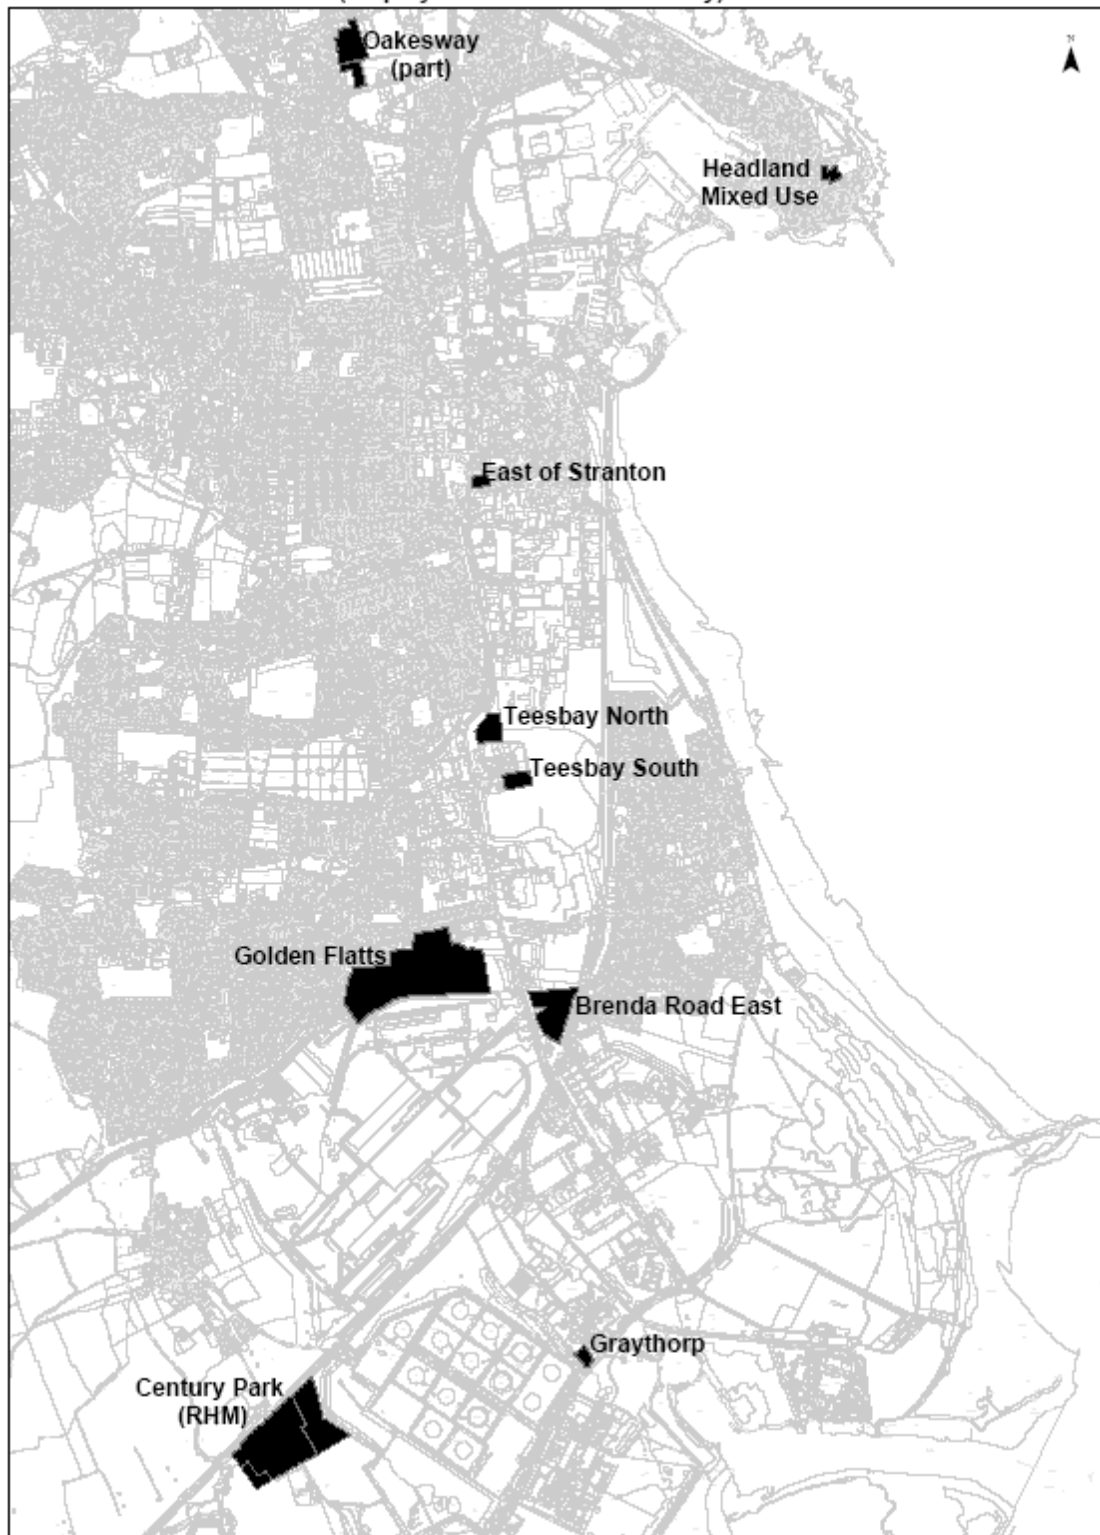 Oakesway
(part)
N
Headland
Mixed Use
East of Stranton
Teesbay North
Teesbay South
Golden Flatts
Brenda Road East
Graythorp
Century Park
(RHM)